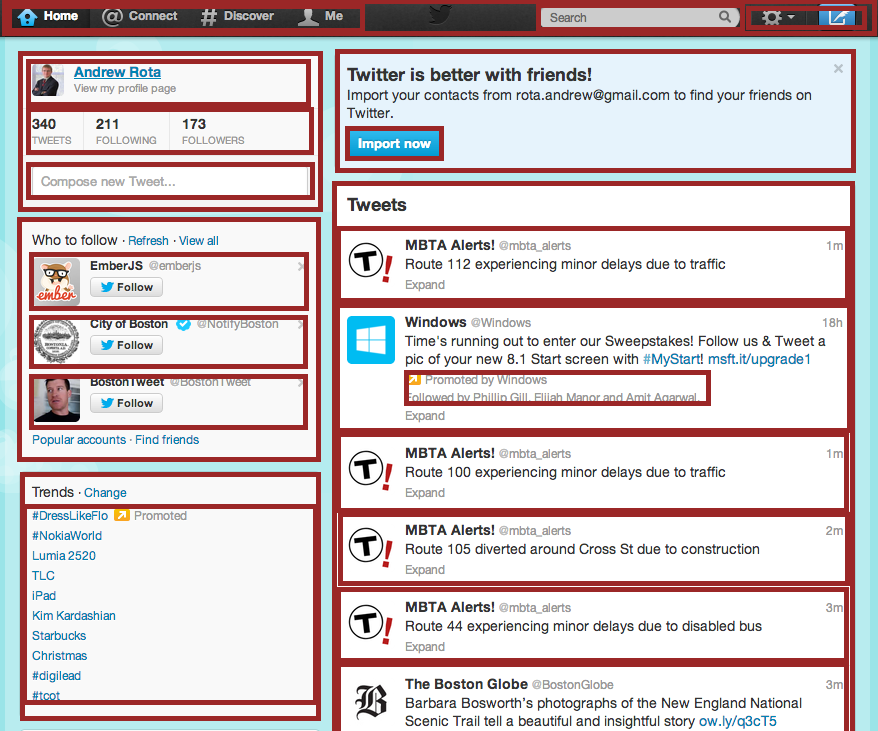 Home
Connect
Discover
Me
Search
Andrew Rota
View my profile page
340 211 173
TWEETS FOLLOWING FOLLOWERS
Compose new Tweet...
Who to follow · Refresh · View all
EmberJS @emberjs
ember
Follow
City of Boston @NotifyBoston
Follow
BostonTweet @BostonTweet
Follow
Popular accounts · Find friends
Trends · Change
#DressLikeFlo Promoted
#NokiaWorld
Lumia 2520
TLC
iPad
Kim Kardashian
Starbucks
Christmas
#digilead
#tcot
Twitter is better with friends!
Import your contacts from rota.andrew@gmail.com to find your friends on
Twitter.
Import now
Tweets
MBTA Alerts! @mbta_alerts 1m
Route 112 experiencing minor delays due to traffic
Expand
Windows @Windows 18h
Time's running out to enter our Sweepstakes! Follow us & Tweet a
pic of your new 8.1 Start screen with #MyStart! msft.it/upgrade1
Promoted by Windows
Followed by Phillip Gill, Elijah Manor and Amit Agarwal.
Expand
MBTA Alerts! @mbta_alerts 1m
Route 100 experiencing minor delays due to traffic
Expand
MBTA Alerts! @mbta_alerts 2m
Route 105 diverted around Cross St due to construction
Expand
MBTA Alerts! @mbta_alerts 3m
Route 44 experiencing minor delays due to disabled bus
Expand
The Boston Globe @BostonGlobe 3m
Barbara Bosworth's photographs of the New England National
Scenic Trail tell a beautiful and insightful story ow.ly/q3cT5